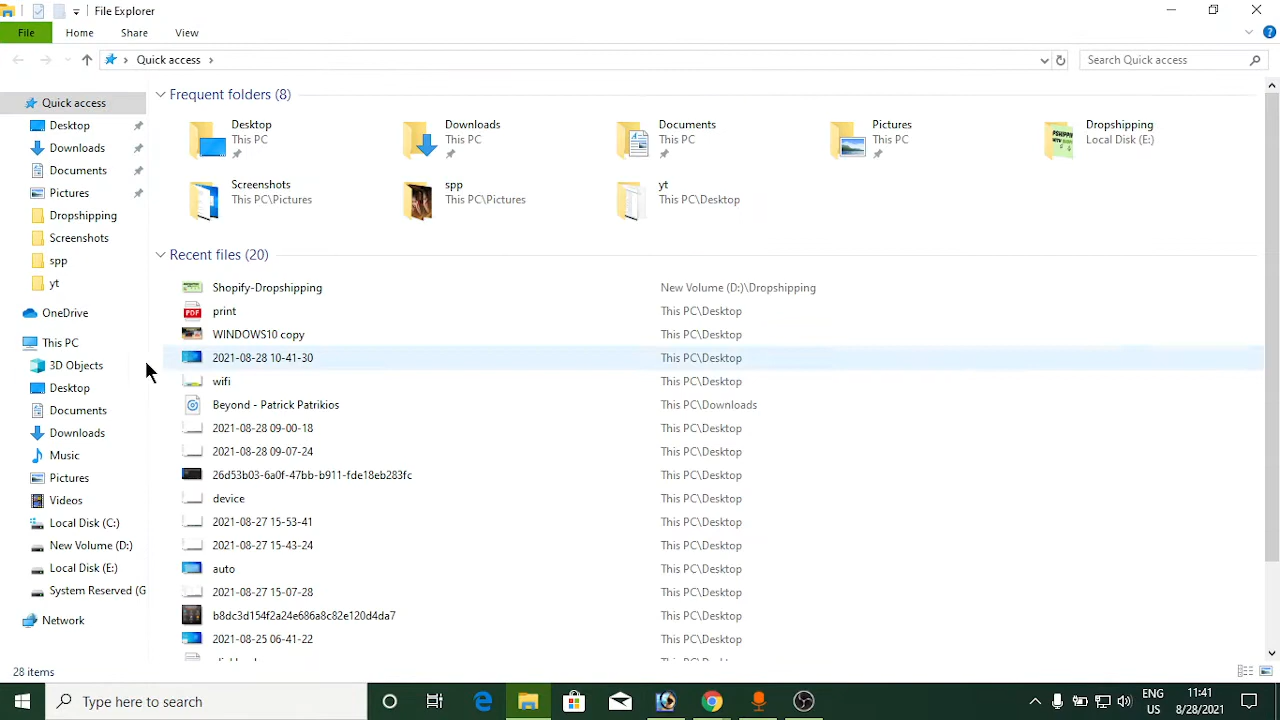 File Explorer
File Home Share View
Quick access
Search Quick access
Quick access
Desktop
Downloads
Documents
Pictures
Dropshipping
Screenshots
spp
yt
OneDrive
This PC
3D Objects
Desktop
Documents
Downloads
Music
Pictures
Videos
Local Disk (C:)
New Volume (D:)
Local Disk (E:)
System Reserved (G
Network
Frequent folders (8)
Desktop
This PC
Downloads
This PC
Documents
This PC
Pictures
This PC
Dropshipping
Local Disk (E:)
Screenshots
This PC\Pictures
spp
This PC\Pictures
yt
This PC\Desktop
Recent files (20)
Shopify-Dropshipping New Volume (D:)\Dropshipping
print This PC\Desktop
WINDOWS10 copy This PC\Desktop
2021-08-28 10-41-30 This PC\Desktop
wifi This PC\Desktop
Beyond - Patrick Patrikios This PC\Downloads
2021-08-28 09-00-18 This PC\Desktop
2021-08-28 09-07-24 This PC\Desktop
26d53b03-6a0f-47bb-b911-fde18eb283fc This PC\Desktop
device This PC\Desktop
2021-08-27 15-53-41 This PC\Desktop
2021-08-27 15-43-24 This PC\Desktop
auto This PC\Desktop
2021-08-27 15-07-28 This PC\Desktop
b8dc3d154f2a24e686a8c82e120d4da7 This PC\Desktop
2021-08-25 06-41-22 This PC\Desktop
28 items
Type here to search
ENG
US
11:41
8/28/2021